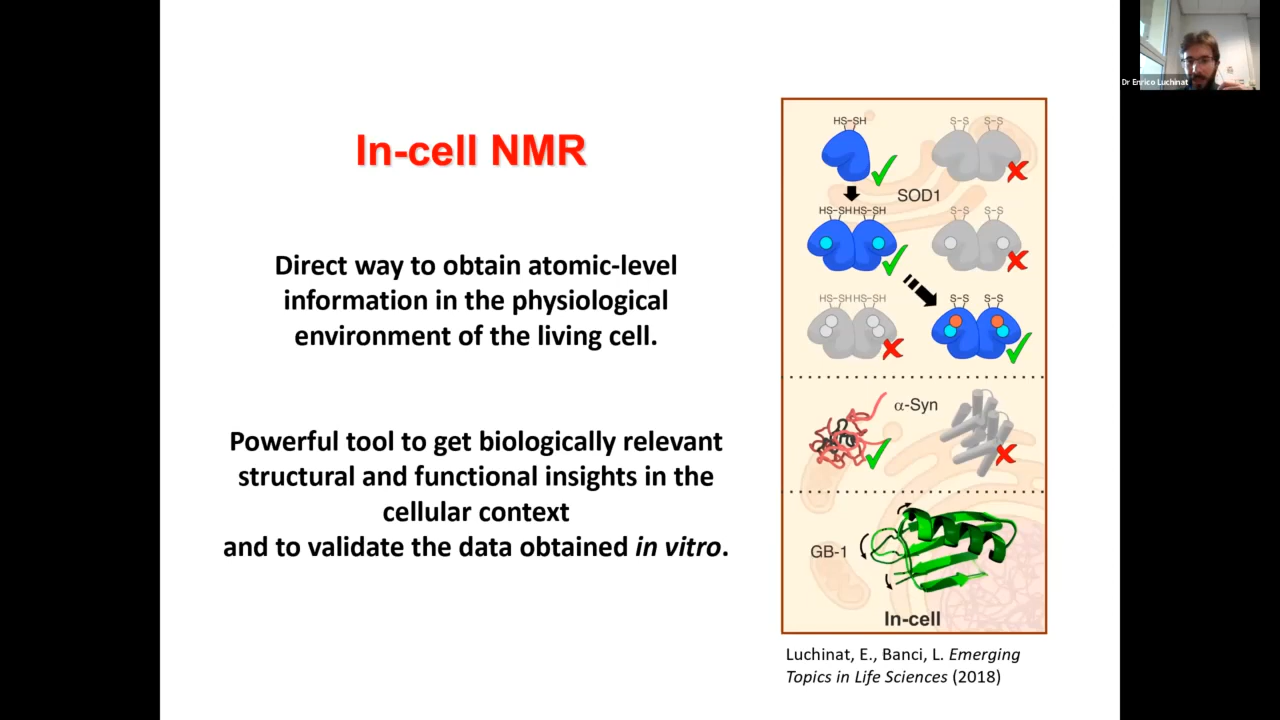 Dr Enrico Luchinat
In-cell NMR
Direct way to obtain atomic-level
information in the physiological
environment of the living cell.
Powerful tool to get biologically relevant
structural and functional insights in the
cellular context
and to validate the data obtained in vitro.
HS-SH
S-S S-S
SOD1
HS-SH HS-SH
S-S S-S
HS-SH HS-SH
S-S S-S
α-Syn
GB-1
In-cell
Luchinat, E., Banci, L. Emerging
Topics in Life Sciences (2018)